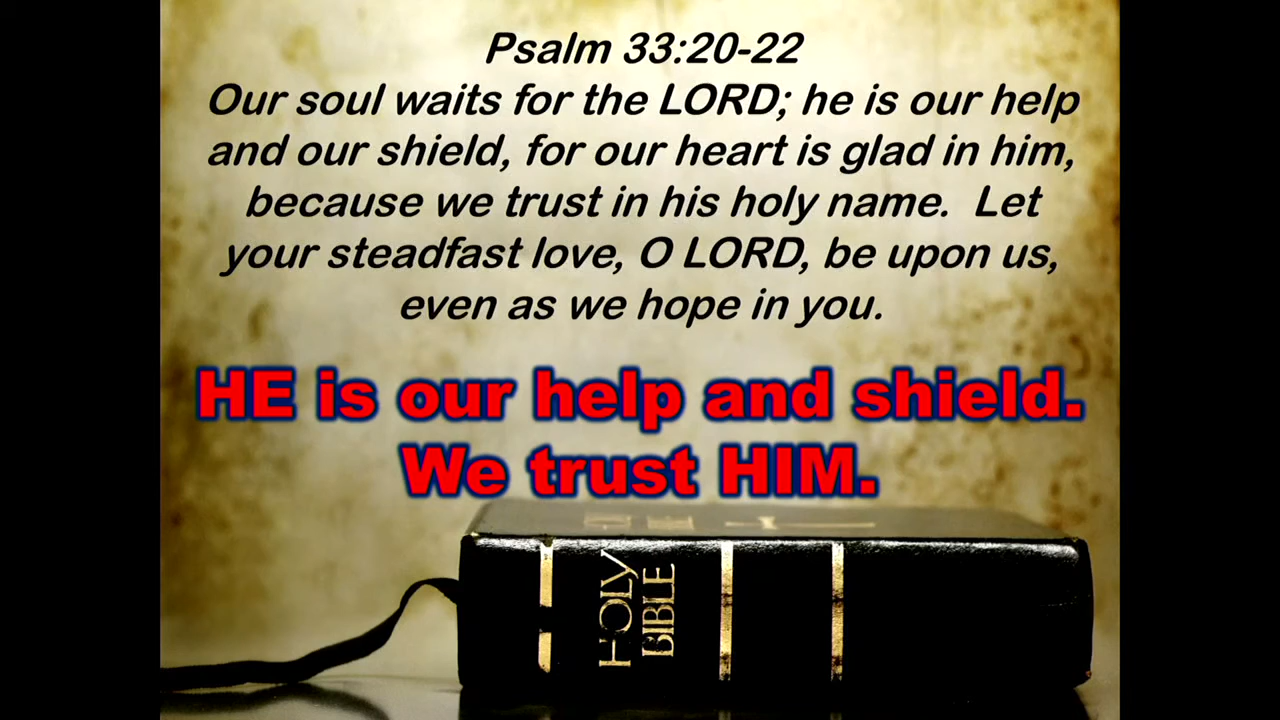 Psalm 33:20-22
Our soul waits for the LORD; he is our help
and our shield, for our heart is glad in him,
because we trust in his holy name.  Let
your steadfast love, O LORD, be upon us,
even as we hope in you.
HE is our help and shield.
We trust HIM.
HOLY
BIBLE